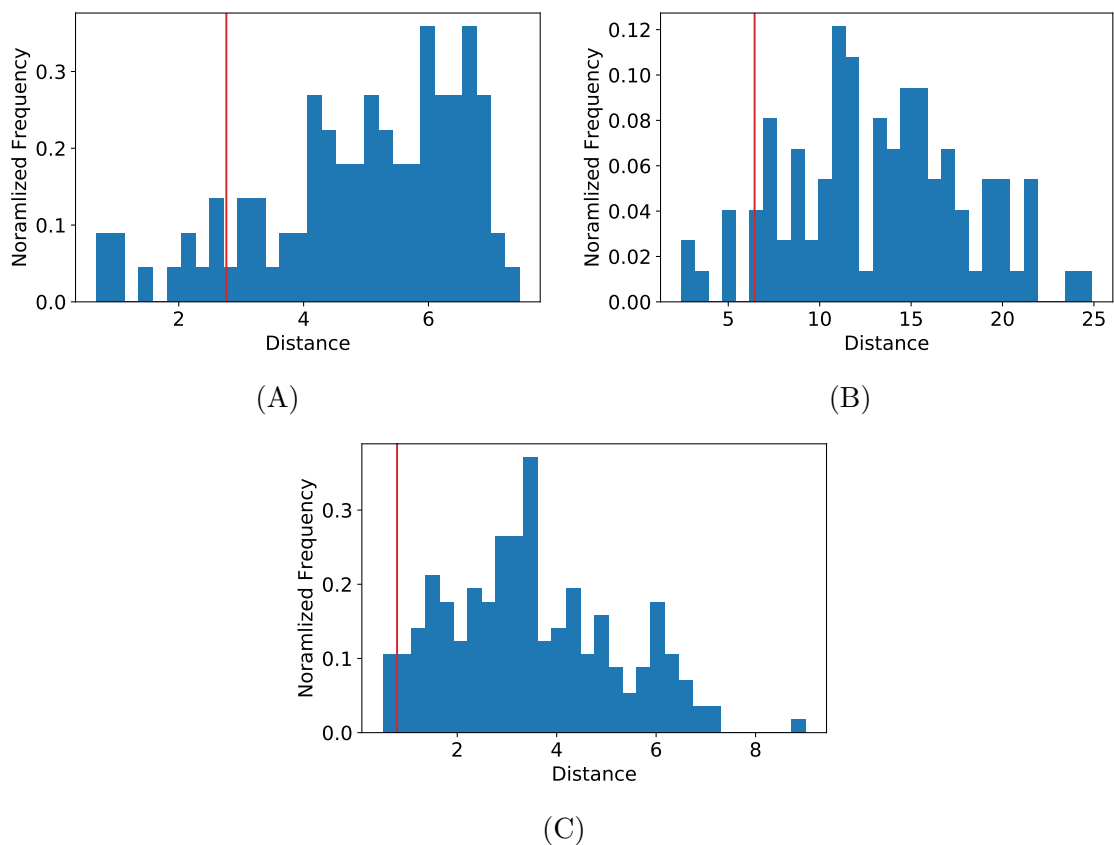 0.3
0.2
0.1
0.0
Noramlized Frequency
2 4 6
Distance
(A)
0.12
0.10
0.08
0.06
0.04
0.02
0.00
Noramlized Frequency
5 10 15 20 25
Distance
(B)
0.3
0.2
0.1
0.0
Noramlized Frequency
2 4 6 8
Distance
(C)